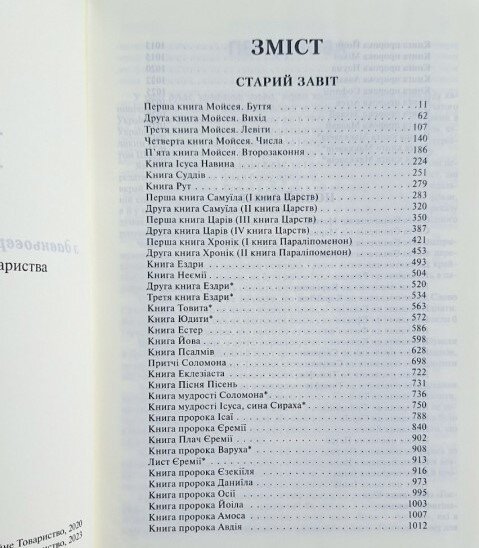 ЗМІСТ
СТАРИЙ ЗАВІТ
Перша книга Мойсея. Буття 11
Друга книга Мойсея. Вихід 62
Третя книга Мойсея. Левіти 107
Четверта книга Мойсея. Числа 140
П'ята книга Мойсея. Второзаконня 186
Книга Ісуса Навина 224
Книга Суддів 251
Книга Рут 279
Перша книга Самуїла (I книга Царств) 283
Друга книга Самуїла (II книга Царств) 320
Перша книга Царів (III книга Царств) 350
Друга книга Царів (IV книга Царств) 387
Перша книга Хронік (I книга Параліпоменон) 421
Друга книга Хронік (II книга Параліпоменон) 453
Книга Ездри 493
Книга Неємії 504
Друга книга Ездри* 520
Третя книга Ездри* 534
Книга Товита* 563
Книга Юдити* 572
Книга Естер 586
Книга Йова 598
Книга Псалмів 628
Притчі Соломона 698
Книга Еклезіаста 722
Книга Пісня Пісень 731
Книга мудрості Соломона* 736
Книга мудрості Ісуса, сина Сираха* 750
Книга пророка Ісаї 788
Книга пророка Єремії 840
Книга Плач Єремії 902
Книга пророка Варуха* 908
Лист Єремії* 913
Книга пророка Єзекіїля 916
Книга пророка Даниїла 973
Книга пророка Осії 995
Книга пророка Йоіла 1003
Книга пророка Амоса 1007
Книга пророка Авдія 1012
ариства
Товариство, 2020
2023